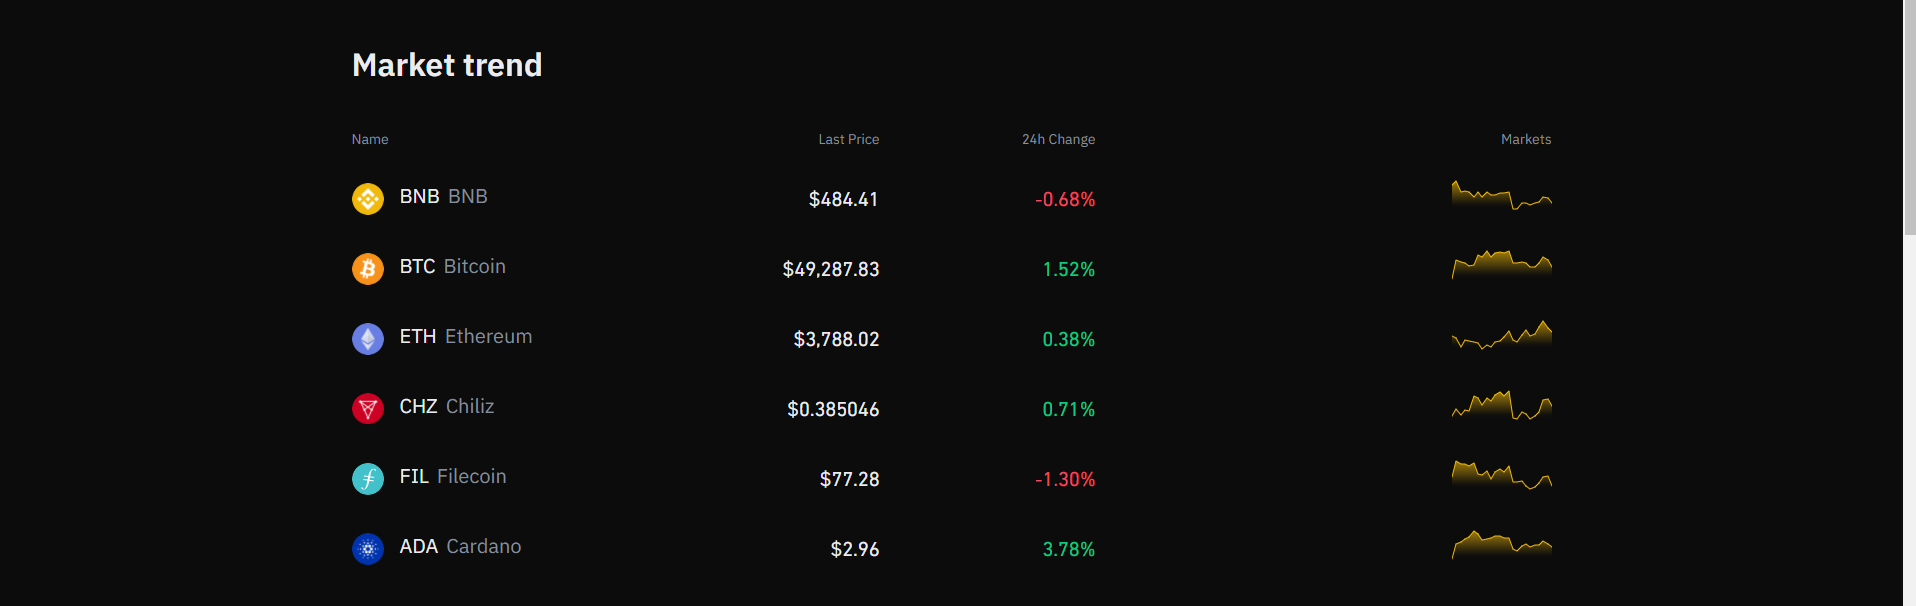 Market trend
Name Last Price 24h Change Markets
BNB BNB $484.41 -0.68%
BTC Bitcoin $49,287.83 1.52%
ETH Ethereum $3,788.02 0.38%
CHZ Chiliz $0.385046 0.71%
FIL Filecoin $77.28 -1.30%
ADA Cardano $2.96 3.78%